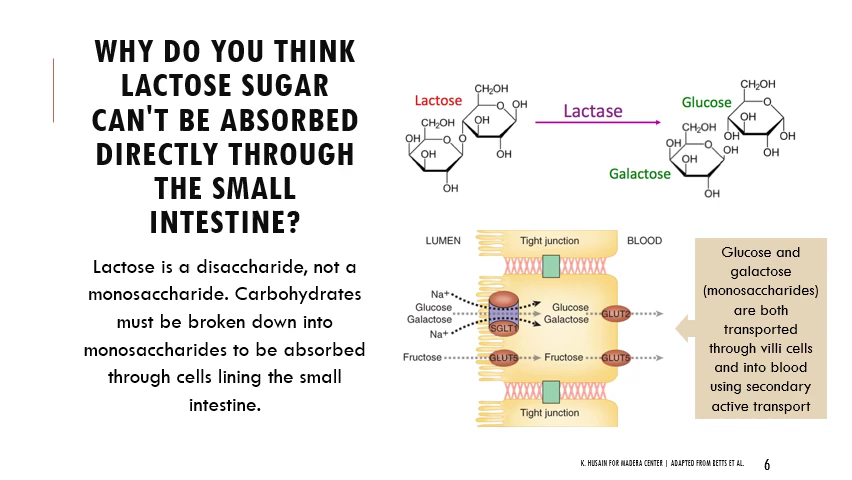 WHY DO YOU THINK
LACTOSE SUGAR
CAN'T BE ABSORBED
DIRECTLY THROUGH
THE SMALL
INTESTINE?
Lactose is a disaccharide, not a
monosaccharide. Carbohydrates
must be broken down into
monosaccharides to be absorbed
through cells lining the small
intestine.
Lactose
CH₂OH
OH
O
OH
OH
CH₂OH
OH
O
O
OH
OH
Lactase
Glucose
CH₂OH
O
OH
OH
OH
OH
Galactose
CH₂OH
OH
O
OH
OH
OH
LUMEN
Tight junction
BLOOD
Na+
Glucose
Galactose
Na+
SGLT1
Glucose
Galactose
GLUT2
Fructose
GLUT5
Fructose
GLUT5
Tight junction
Glucose and
galactose
(monosaccharides)
are both
transported
through villi cells
and into blood
using secondary
active transport
K. HUSAIN FOR MADERA CENTER | ADAPTED FROM BETTS ET AL.
6